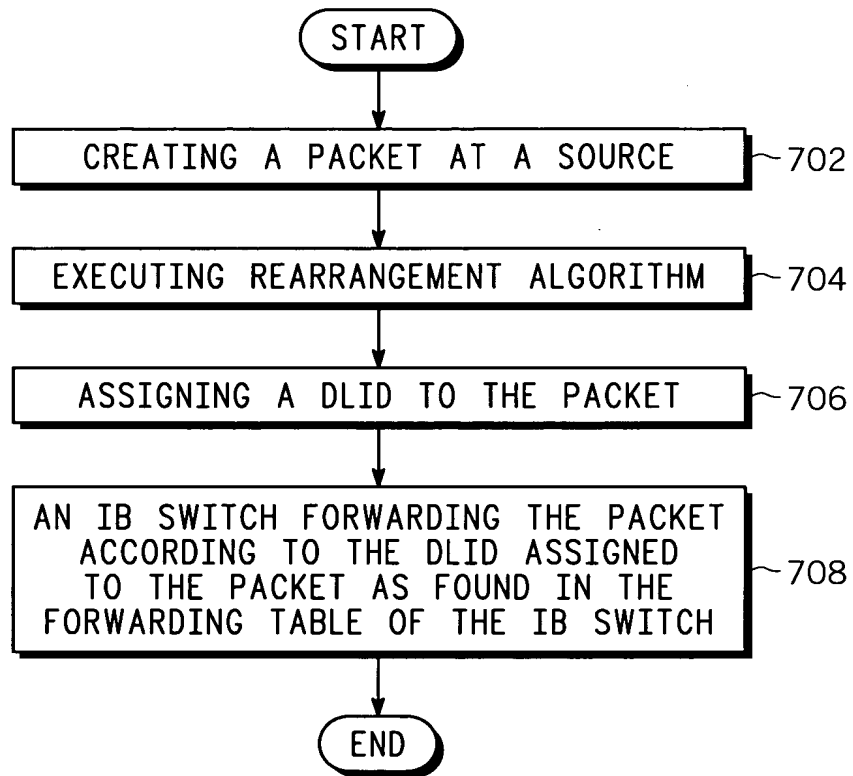 START
CREATING A PACKET AT A SOURCE
702
EXECUTING REARRANGEMENT ALGORITHM
704
ASSIGNING A DLID TO THE PACKET
706
AN IB SWITCH FORWARDING THE PACKET
ACCORDING TO THE DLID ASSIGNED
TO THE PACKET AS FOUND IN THE
FORWARDING TABLE OF THE IB SWITCH
708
END